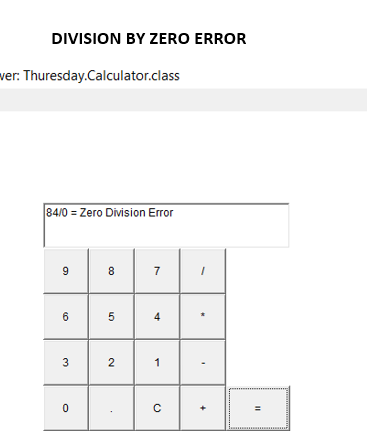 DIVISION BY ZERO ERROR
wer: Thuresday.Calculator.class
84/0 = Zero Division Error
9 8 7 /
6 5 4 *
3 2 1 -
0 . C + =